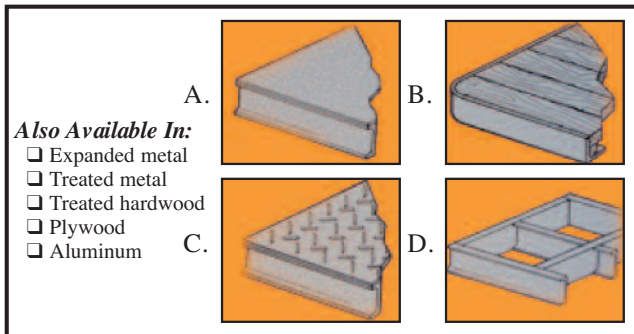 A.
B.
Also Available In:
❑ Expanded metal
❑ Treated metal
❑ Treated hardwood
❑ Plywood
❑ Aluminum
C.
D.